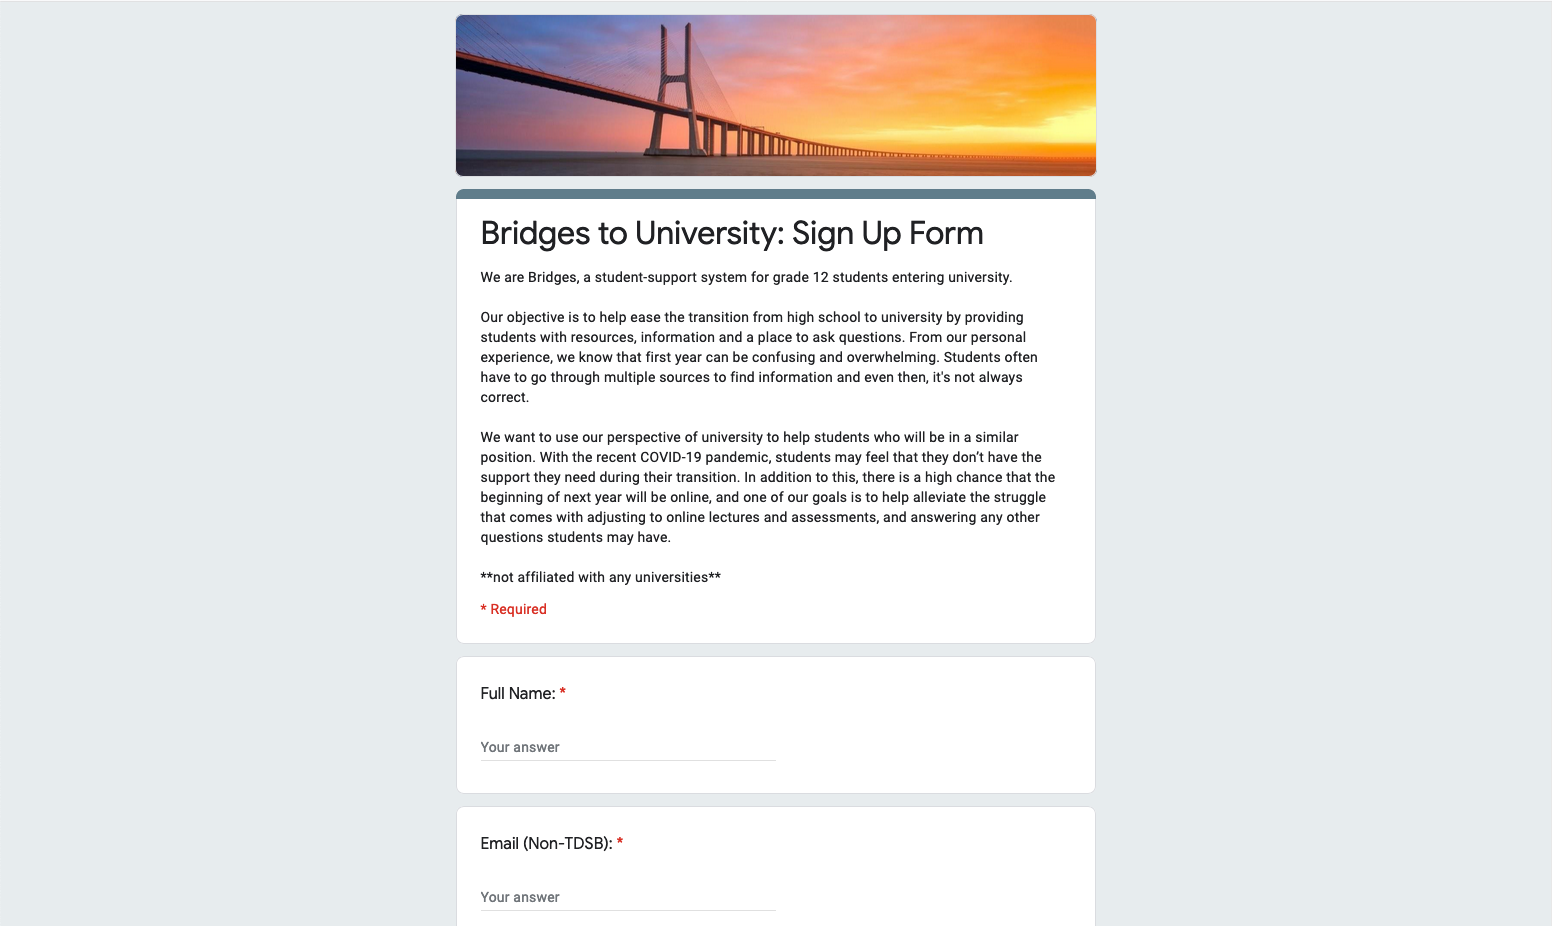 Bridges to University: Sign Up Form
We are Bridges, a student-support system for grade 12 students entering university.
Our objective is to help ease the transition from high school to university by providing
students with resources, information and a place to ask questions. From our personal
experience, we know that first year can be confusing and overwhelming. Students often
have to go through multiple sources to find information and even then, it's not always
correct.
We want to use our perspective of university to help students who will be in a similar
position. With the recent COVID-19 pandemic, students may feel that they don’t have the
support they need during their transition. In addition to this, there is a high chance that the
beginning of next year will be online, and one of our goals is to help alleviate the struggle
that comes with adjusting to online lectures and assessments, and answering any other
questions students may have.
**not affiliated with any universities**
* Required
Full Name: *
Your answer
Email (Non-TDSB): *
Your answer